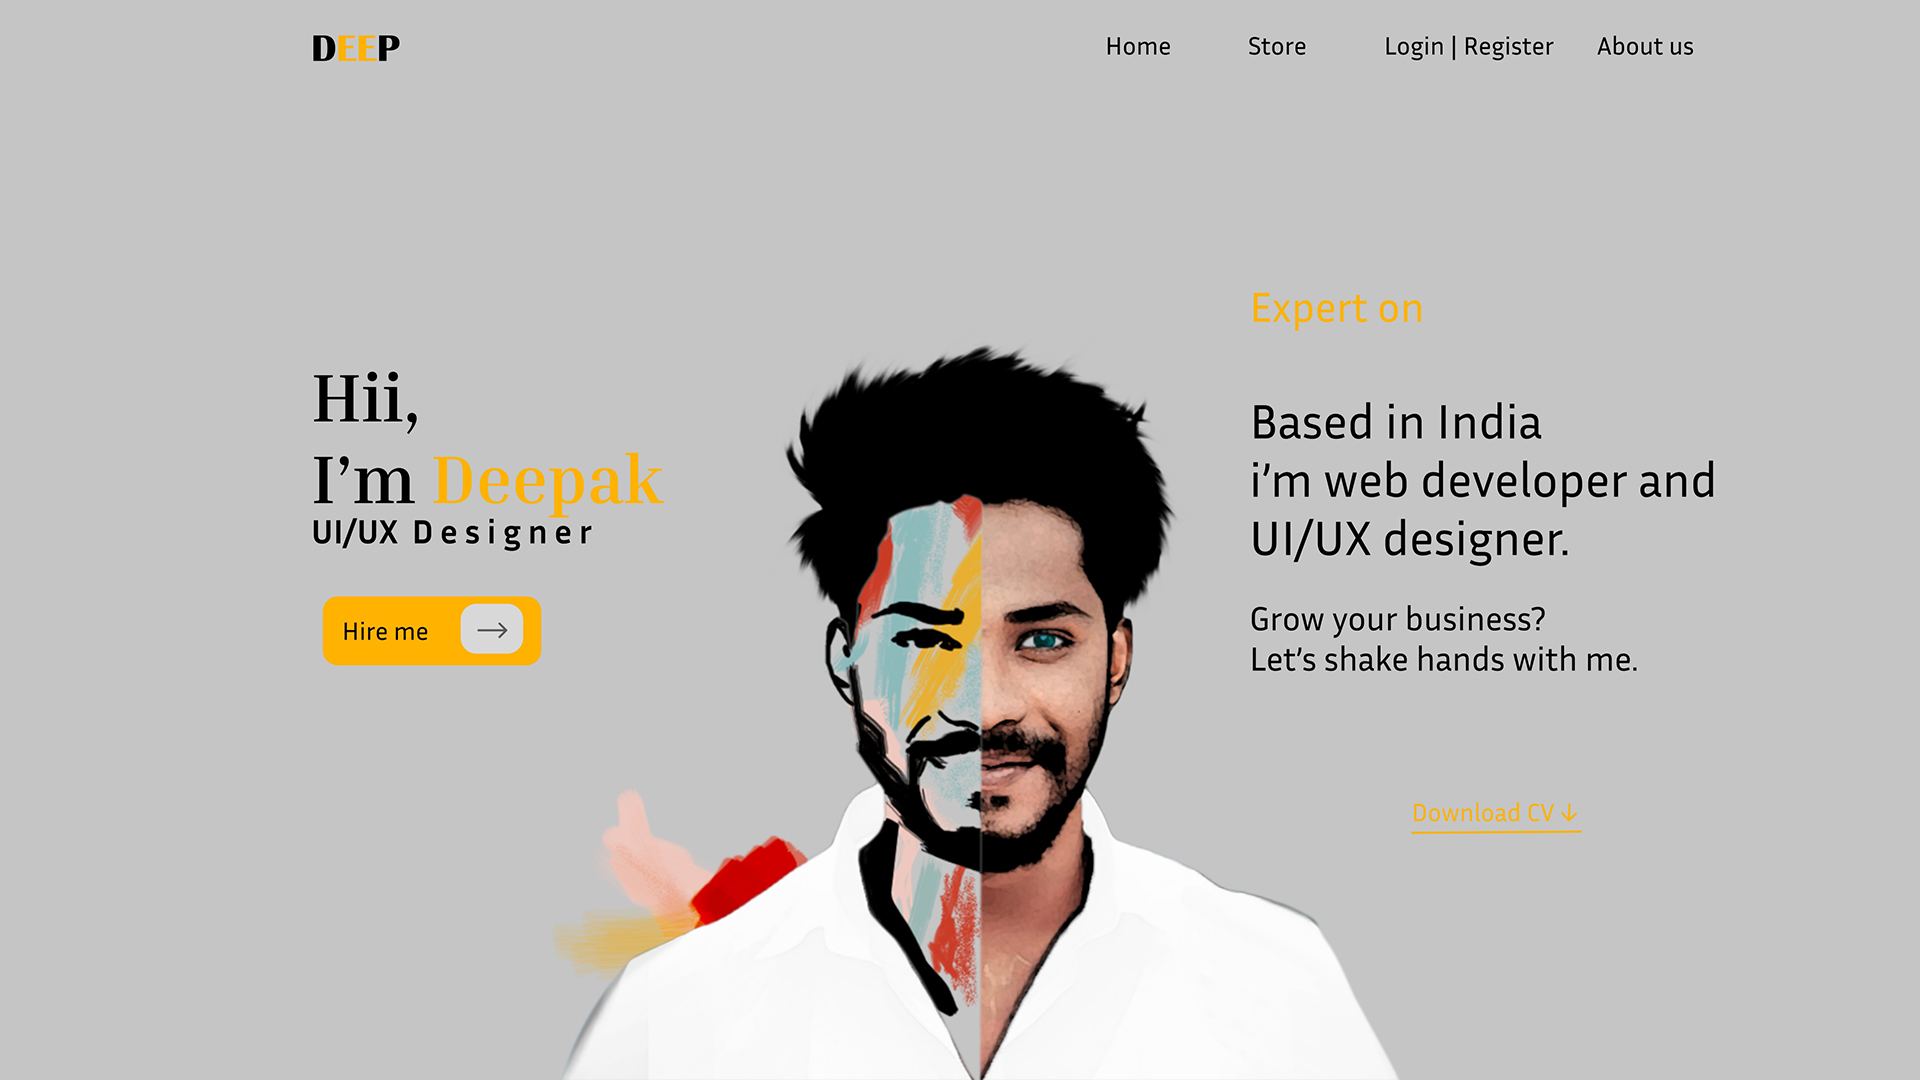 DEEP
Home Store Login | Register About us
Hii,
I’m Deepak
UI/UX Designer
Hire me →
Expert on
Based in India
i’m web developer and
UI/UX designer.
Grow your business?
Let’s shake hands with me.
Download CV ↓